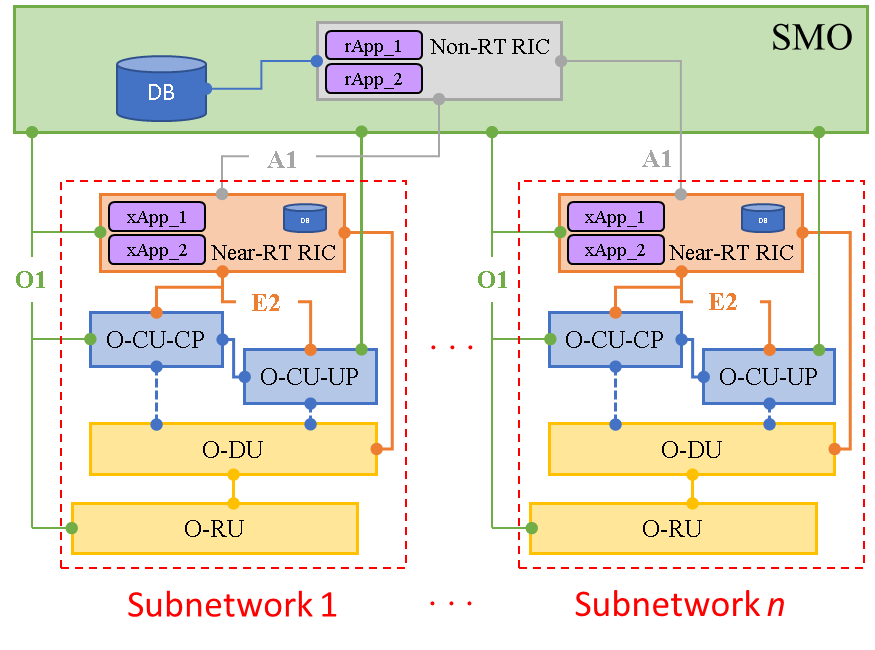 SMO
rApp_1
Non-RT RIC
rApp_2
DB
A1
A1
xApp_1
DB
xApp_2
Near-RT RIC
xApp_1
DB
xApp_2
Near-RT RIC
O1
E2
O1
E2
O-CU-CP
O-CU-UP
. . .
O-CU-CP
O-CU-UP
O-DU
O-DU
O-RU
O-RU
Subnetwork 1
. . .
Subnetwork n